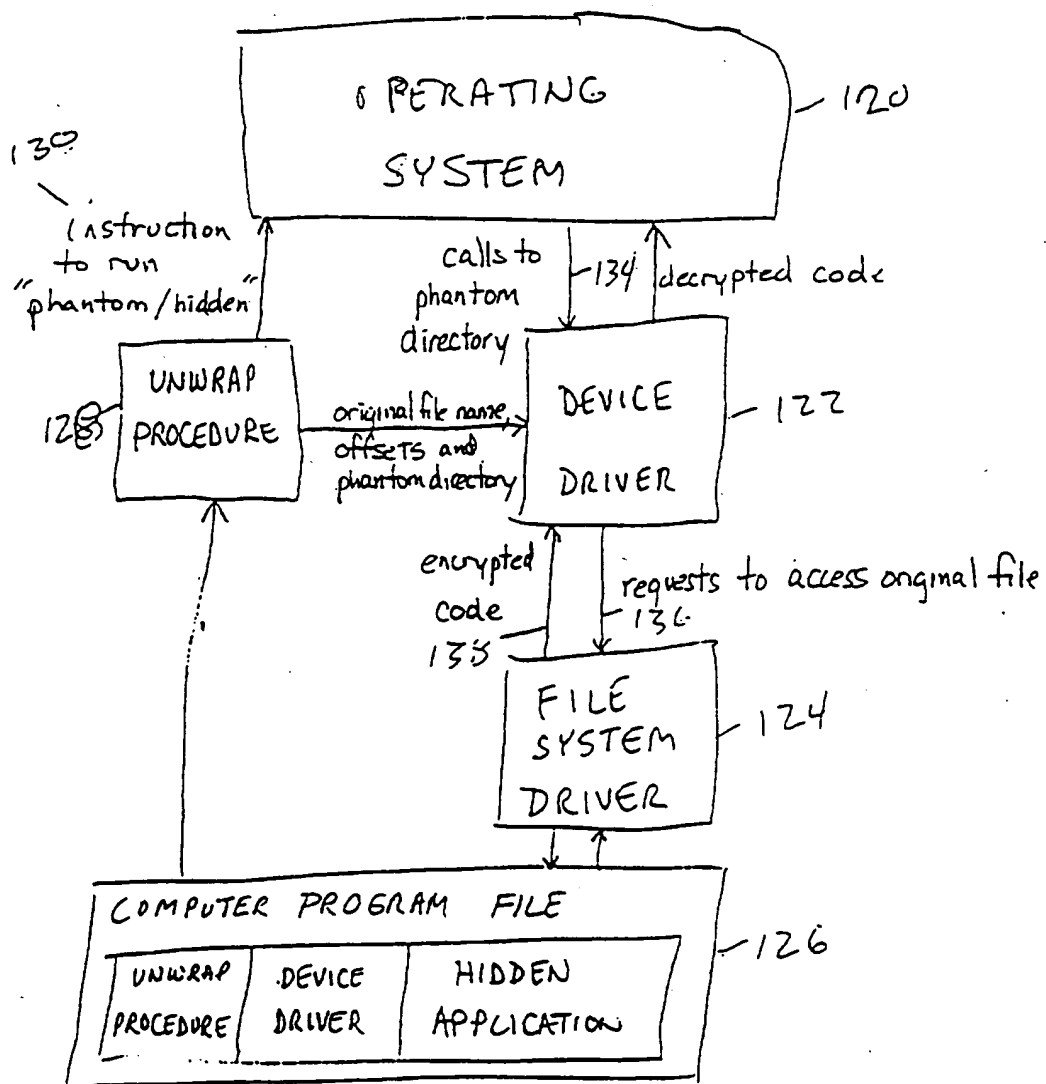 OPERATING
SYSTEM
120
130
instruction
to run
"phantom/hidden"
calls to
phantom
directory
134
decrypted code
UNWRAP
PROCEDURE
128
original file name,
offsets and
phantom directory
DEVICE
DRIVER
122
encrypted
code
138
requests to access original file
136
FILE
SYSTEM
DRIVER
124
COMPUTER PROGRAM FILE
126
UNWRAP
PROCEDURE
DEVICE
DRIVER
HIDDEN
APPLICATION